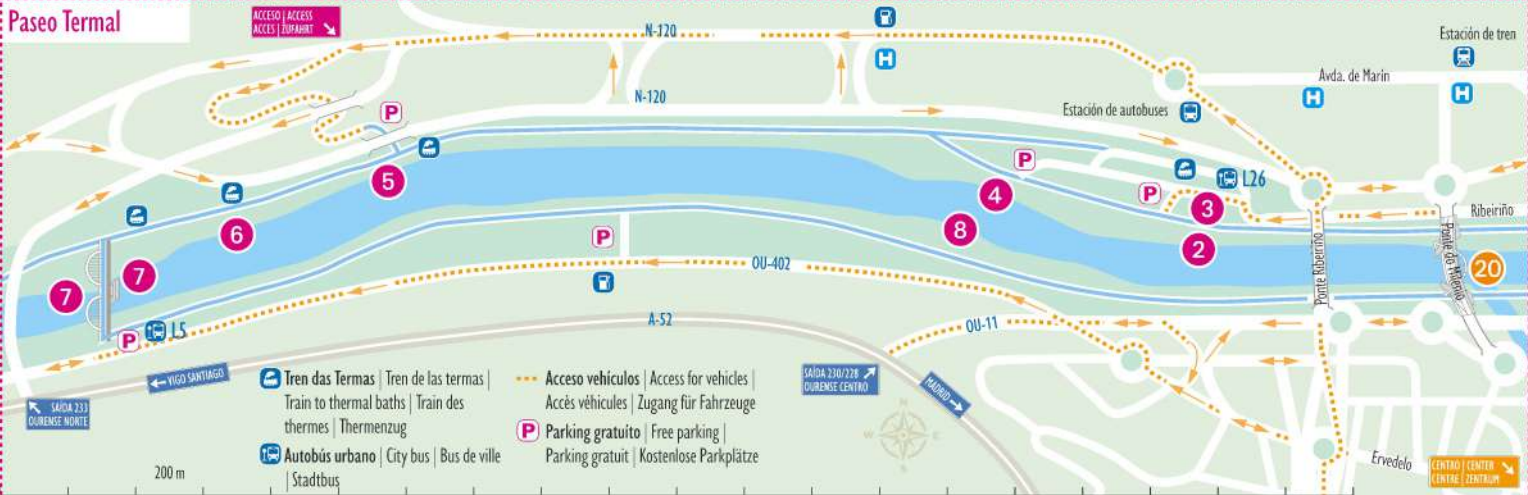 Paseo Termal
ACCESO | ACCESS
ACCES | ZUFAHRT
N-120
Estación de tren
Avda. de Marin
H
H
H
N-120
P
Estación de autobuses
P
5
4
P
L26
3
Ribeiriño
6
8
2
Ponte Ribeiriño
Ponte do Milenio
20
7
7
P
OU-402
P
L5
A-52
OU-11
VIGO SANTIAGO
SAÍDA 233
OURENSE NORTE
SAÍDA 230/228
OURENSE CENTRO
MADRID
Tren das Termas | Tren de las termas |
Train to thermal baths | Train des
thermes | Thermenzug
Autobús urbano | City bus | Bus de ville
| Stadtbus
Acceso vehículos | Access for vehicles |
Accès véhicules | Zugang für Fahrzeuge
P Parking gratuíto | Free parking |
Parking gratuit | Kostenlose Parkplätze
N
W E
S
200 m
Ervedelo
CENTRO | CENTER
CENTRE | ZENTRUM